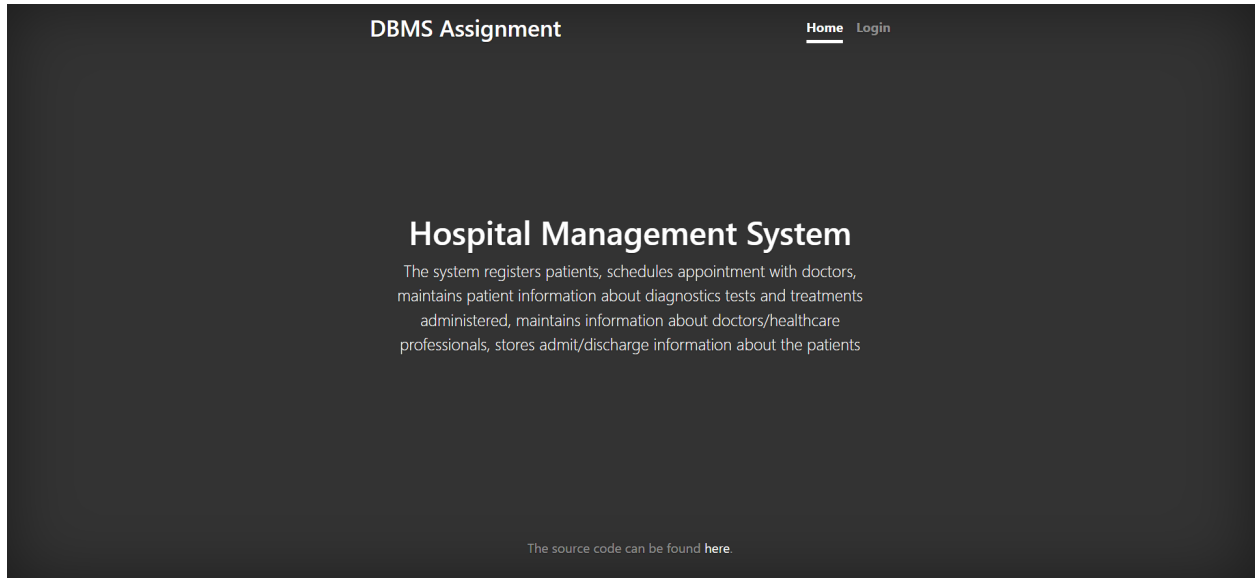 DBMS Assignment
Home Login
Hospital Management System
The system registers patients, schedules appointment with doctors,
maintains patient information about diagnostics tests and treatments
administered, maintains information about doctors/healthcare
professionals, stores admit/discharge information about the patients
The source code can be found here.